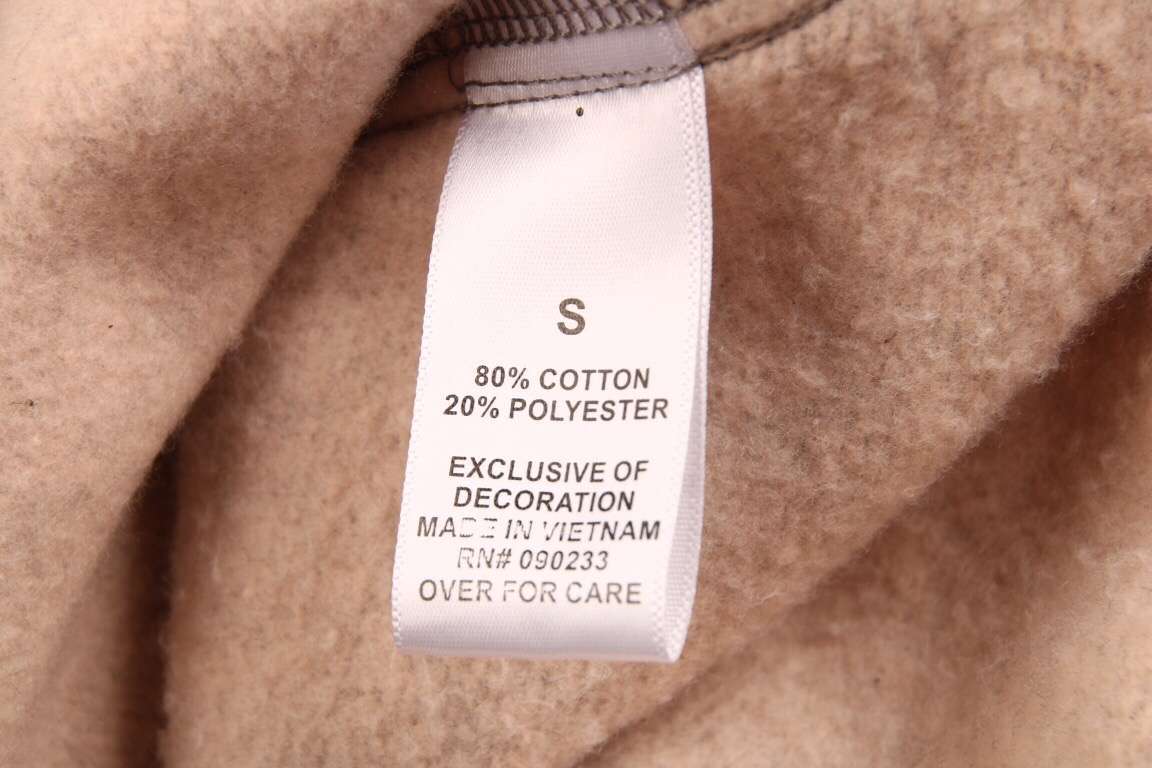 S
80% COTTON
20% POLYESTER
EXCLUSIVE OF
DECORATION
MADE IN VIETNAM
RN# 090233
OVER FOR CARE